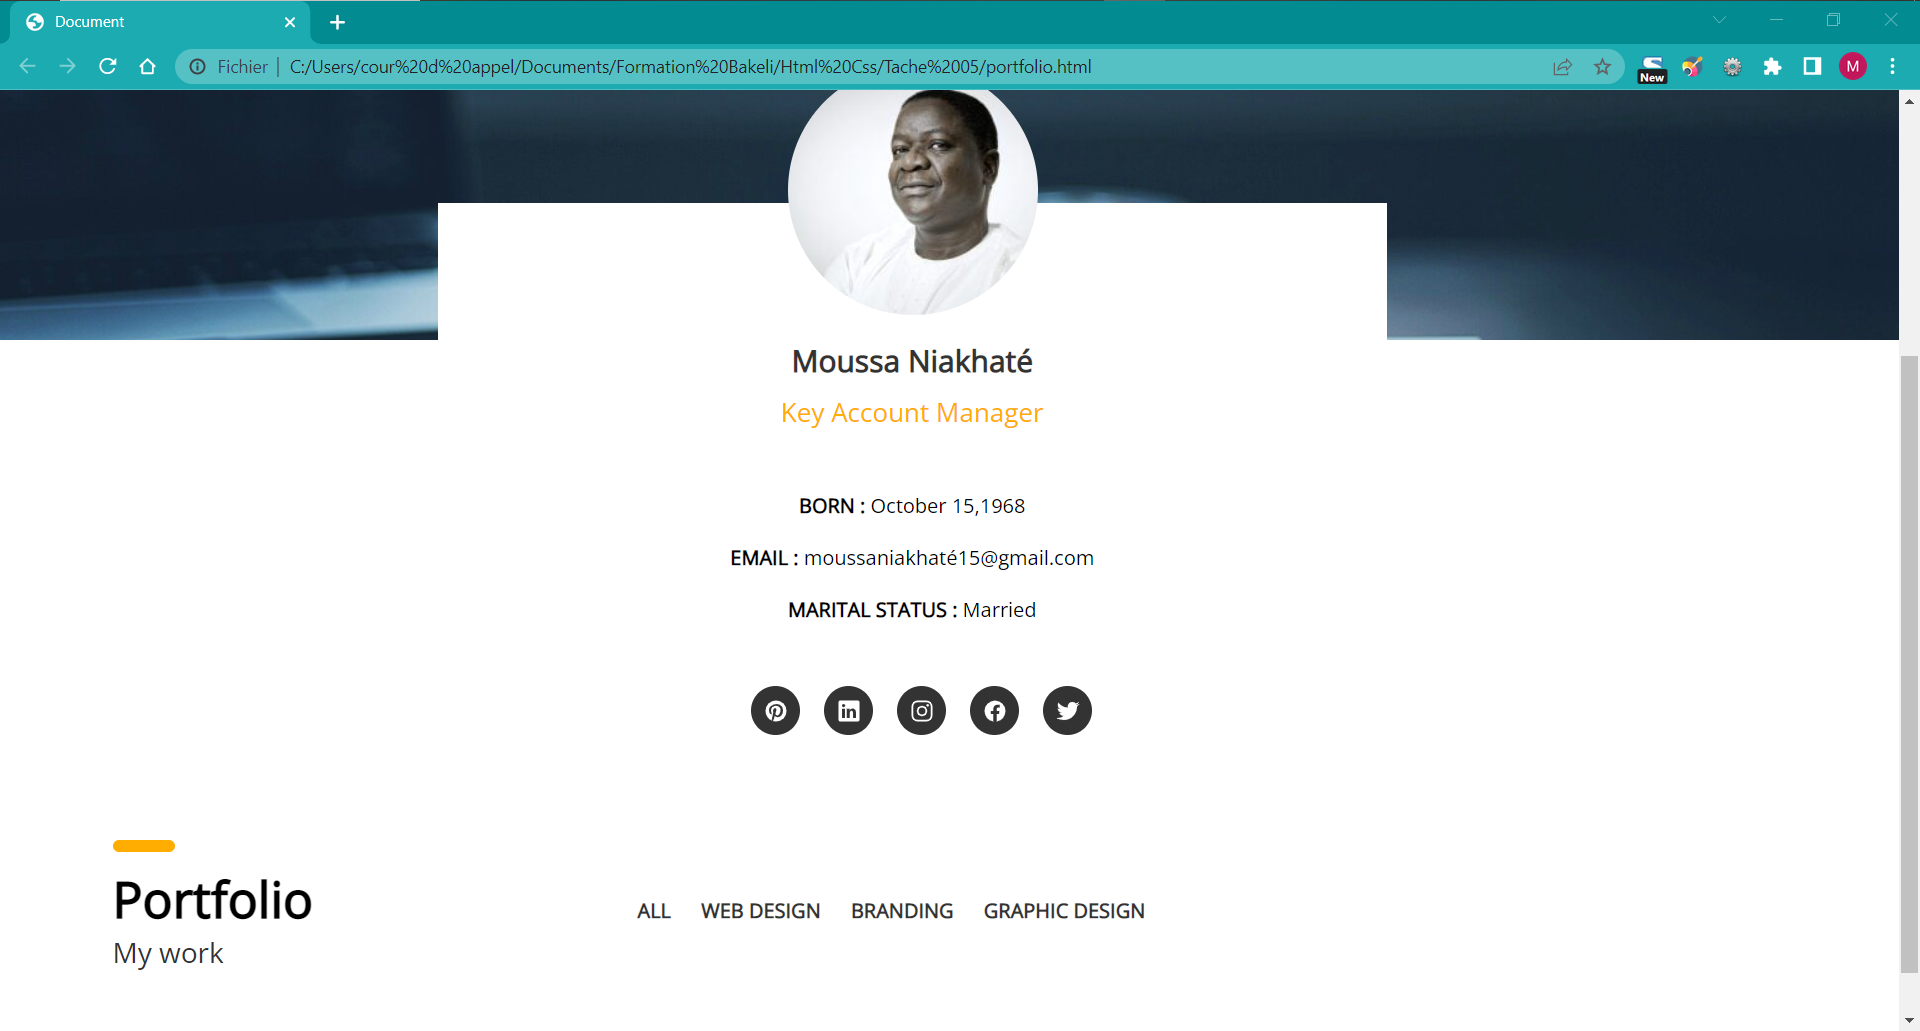 Document
Fichier | C:/Users/cour%20d%20appel/Documents/Formation%20Bakeli/Html%20Css/Tache%2005/portfolio.html
New
M
Moussa Niakhaté
Key Account Manager
BORN : October 15,1968
EMAIL : moussaniakhaté15@gmail.com
MARITAL STATUS : Married
Portfolio
My work
ALL WEB DESIGN BRANDING GRAPHIC DESIGN